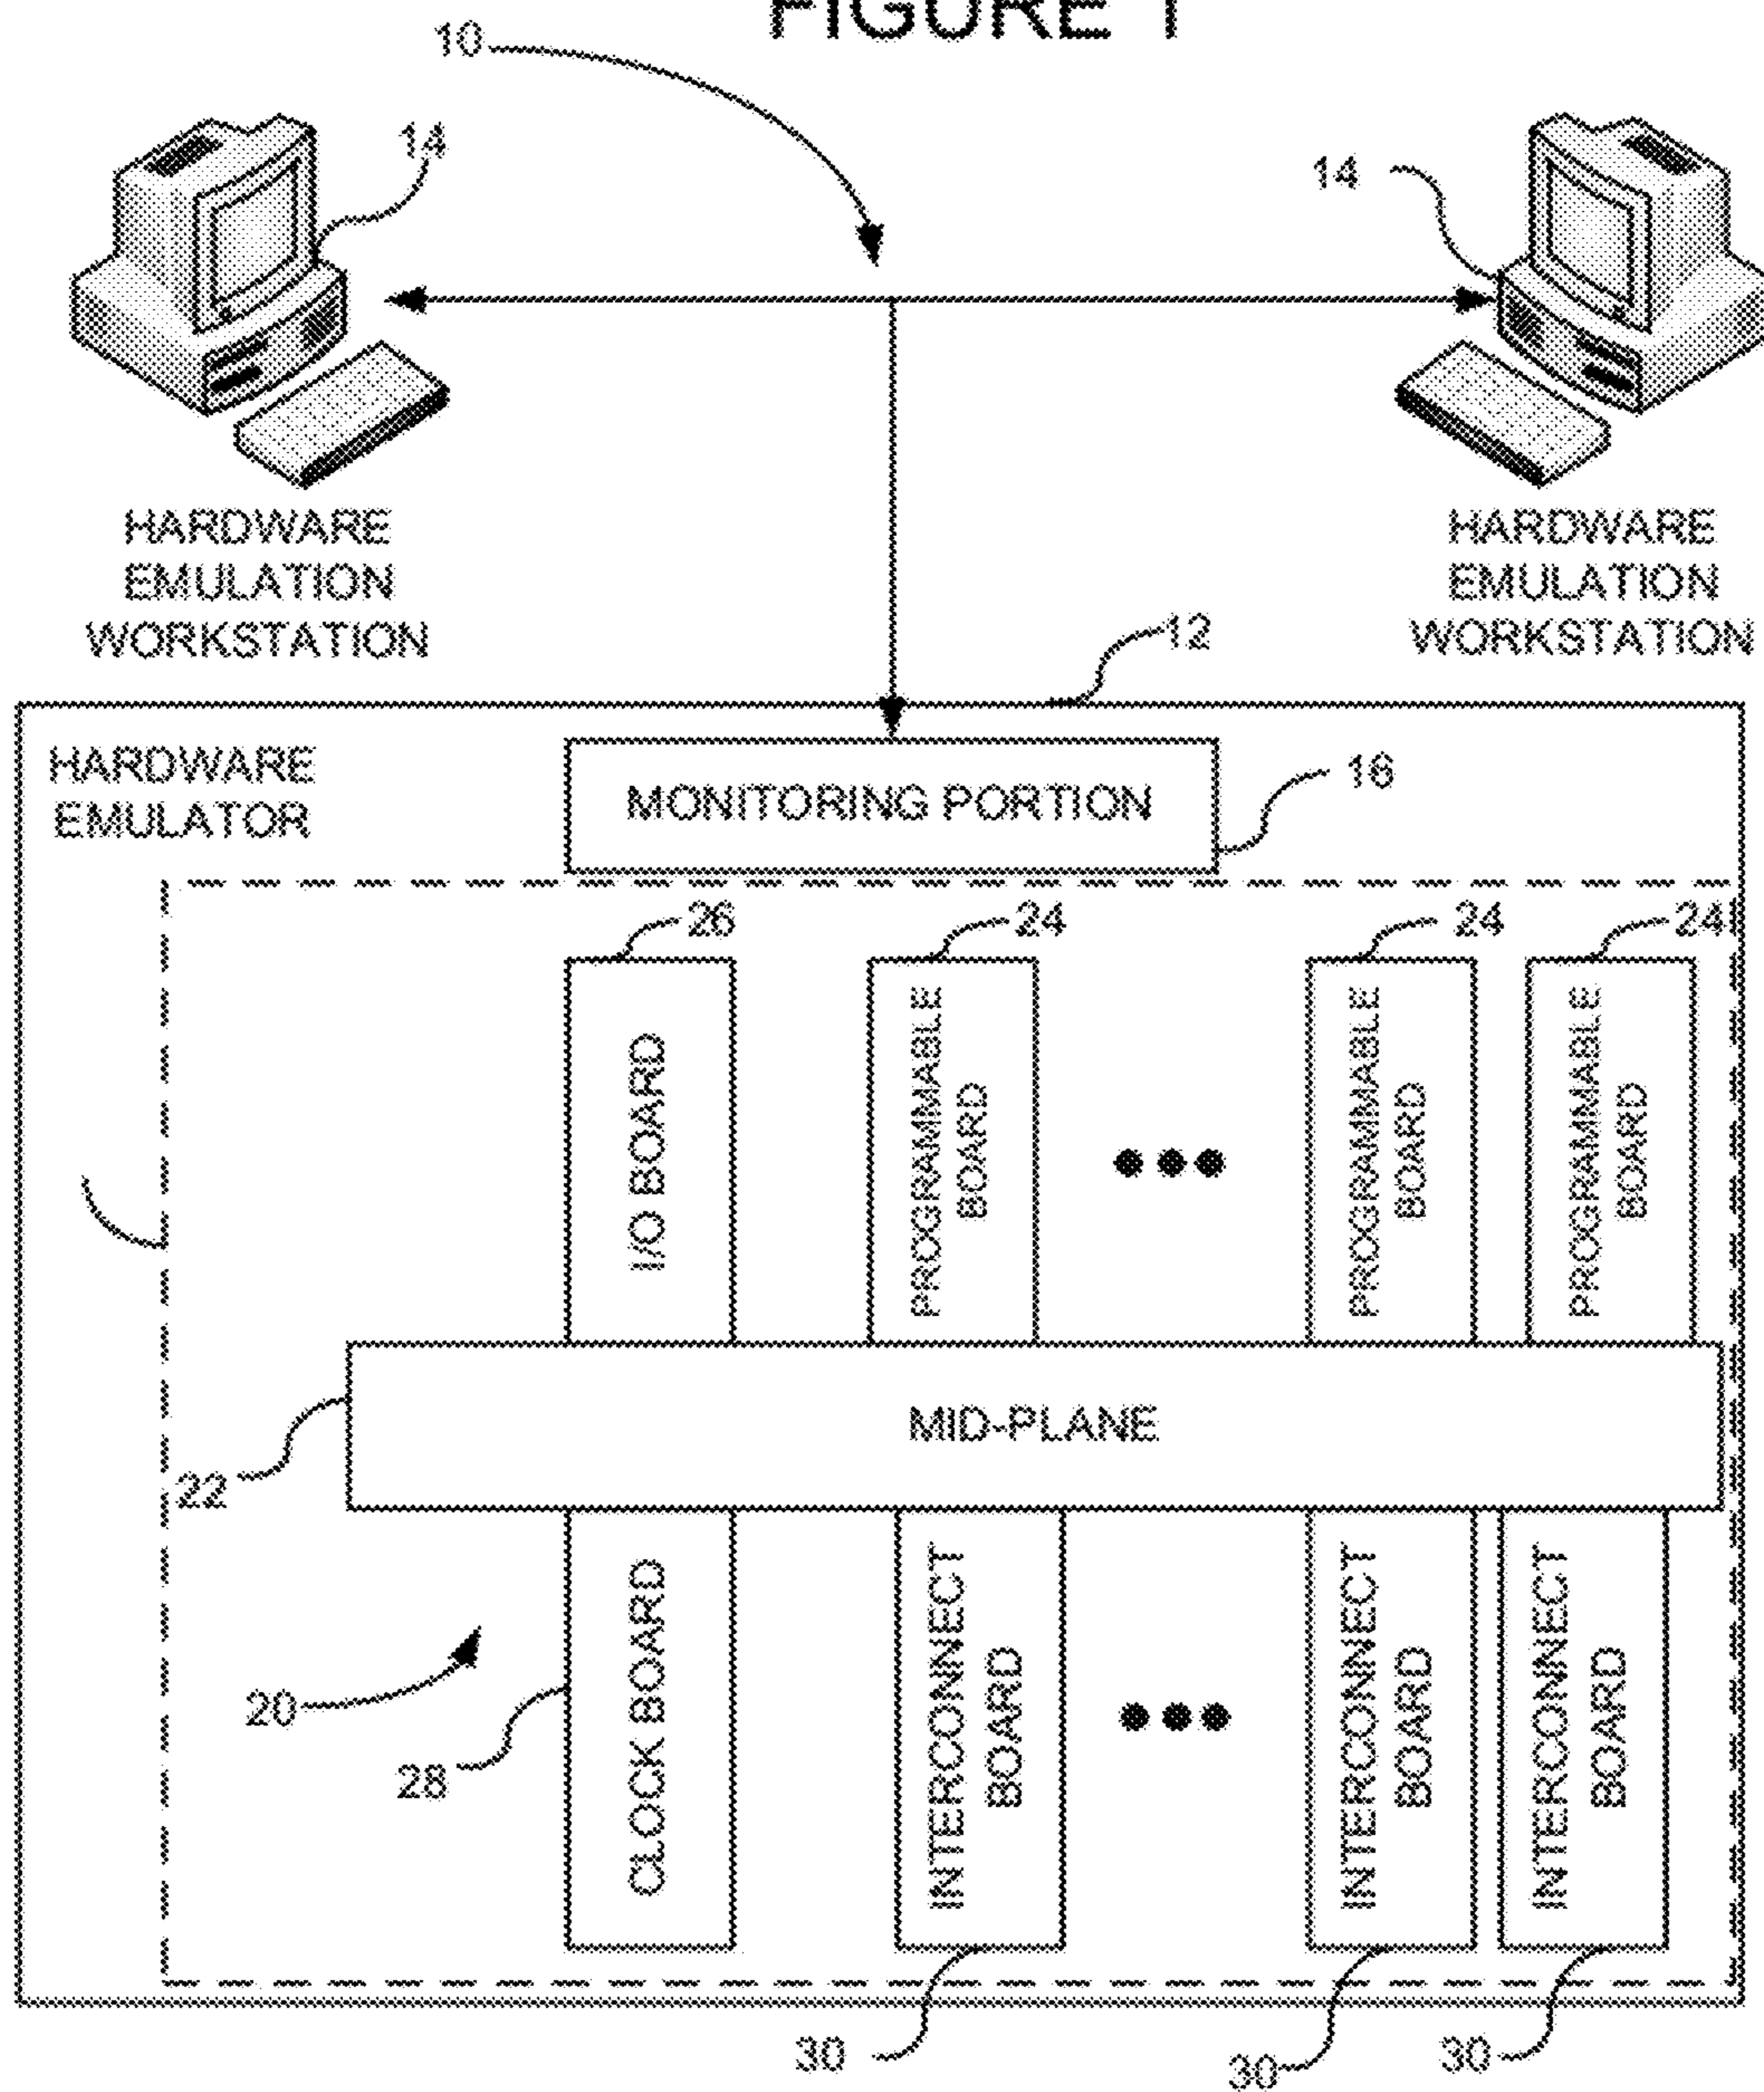 FIGURE 1
10
14
14
HARDWARE
EMULATION
WORKSTATION
HARDWARE
EMULATION
WORKSTATION
12
HARDWARE
EMULATOR
MONITORING PORTION
16
26
24
24
24
I/O BOARD
PROGRAMMABLE
BOARD
PROGRAMMABLE
BOARD
PROGRAMMABLE
BOARD
MID-PLANE
22
CLOCK BOARD
INTERCONNECT
BOARD
INTERCONNECT
BOARD
INTERCONNECT
BOARD
20
28
30
30
30